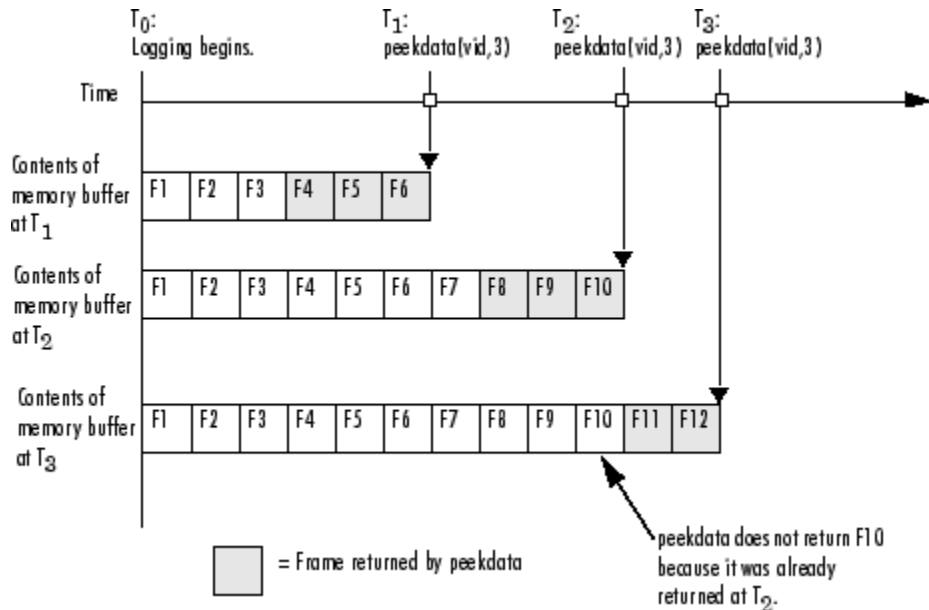 T0:
Logging begins.
T1:
peekdata(vid,3)
T2:
peekdata(vid,3)
T3:
peekdata(vid,3)
Time
Contents of
memory buffer
at T1
F1 F2 F3 F4 F5 F6
Contents of
memory buffer
at T2
F1 F2 F3 F4 F5 F6 F7 F8 F9 F10
Contents of
memory buffer
at T3
F1 F2 F3 F4 F5 F6 F7 F8 F9 F10 F11 F12
= Frame returned by peekdata
peekdata does not return F10
because it was already
returned at T2.